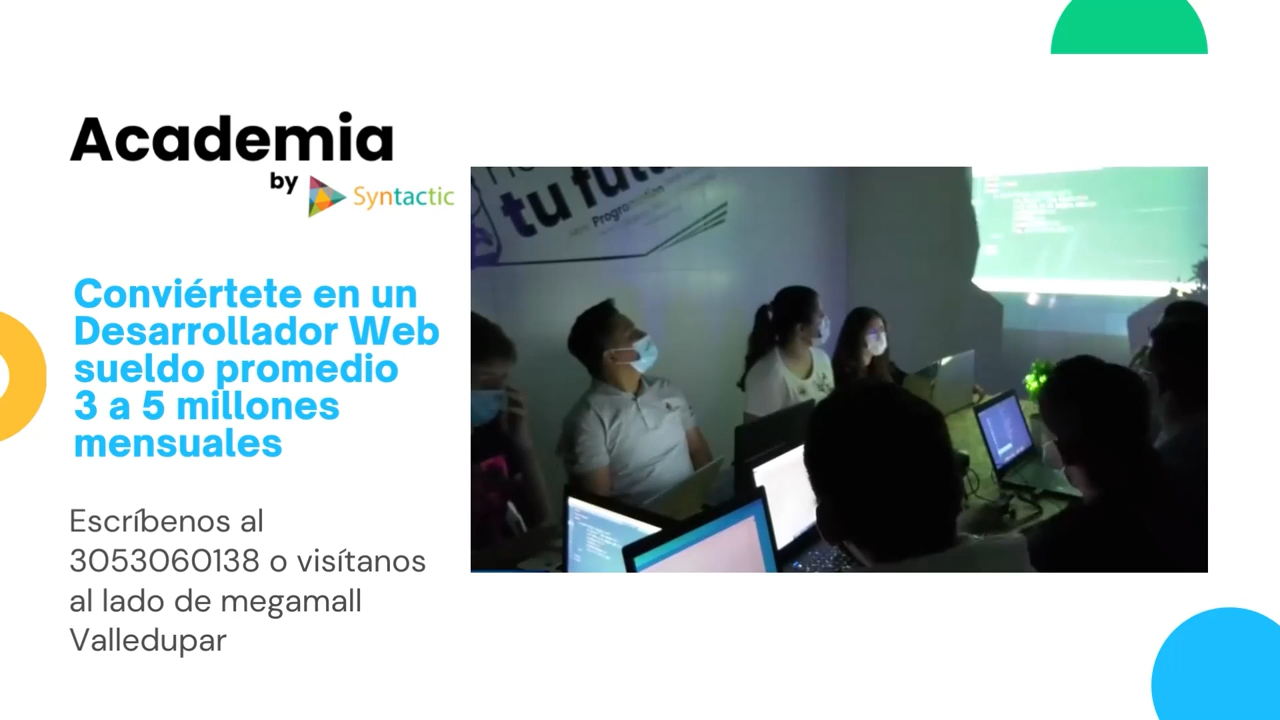 Academia
by Syntactic
Conviértete en un
Desarrollador Web
sueldo promedio
3 a 5 millones
mensuales
Escríbenos al
3053060138 o visítanos
al lado de megamall
Valledupar
tu